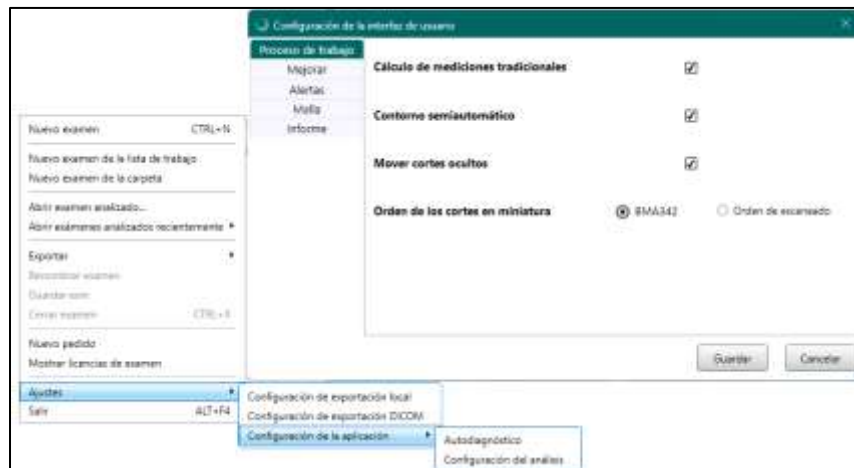 Configuración de la interfaz de usuario
Proceso de trabajo
Mejorar
Alertas
Malla
Informe
Cálculo de mediciones tradicionales
Contorno semiautomático
Mover cortes ocultos
Orden de los cortes en miniatura
BMA342
Orden de escaneado
Guardar
Cancelar
Nuevo examen CTRL+N
Nuevo examen de la lista de trabajo
Nuevo examen de la carpeta
Abrir examen analizado...
Abrir exámenes analizados recientemente
Exportar
Renombrar examen
Guardar
Cerrar examen
Nuevo pedido
Mostrar licencias de examen
Ajustes
Salir ALT+F4
Configuración de exportación local
Configuración de exportación DICOM
Configuración de la aplicación
Autodiagnóstico
Configuración del análisis